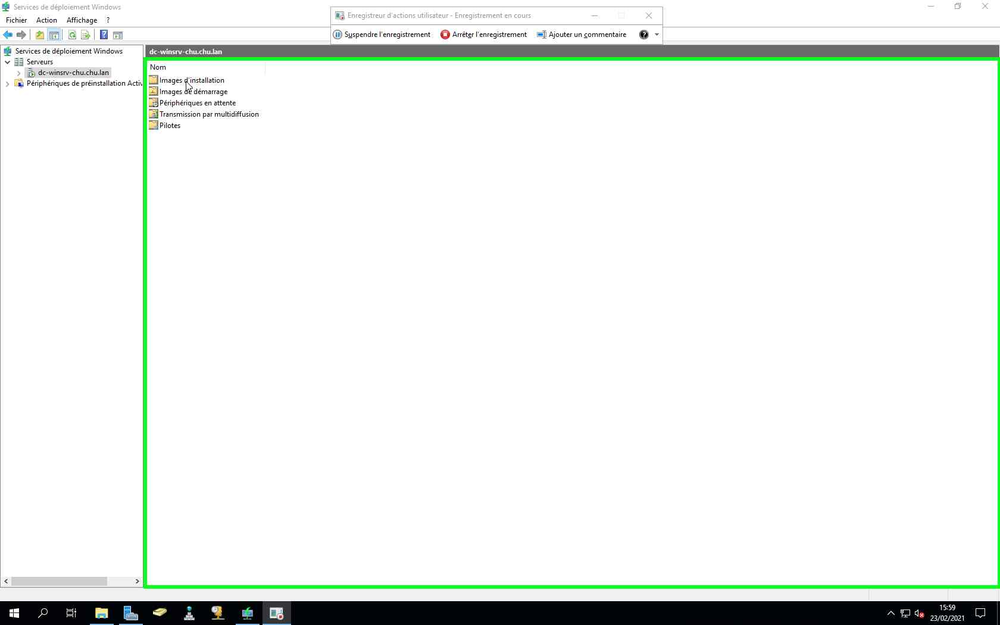 Services de déploiement Windows
Enregistreur d'actions utilisateur - Enregistrement en cours
Fichier Action Affichage ?
Suspendre l'enregistrement Arrêter l'enregistrement Ajouter un commentaire
Services de déploiement Windows
Serveurs
dc-winsrv-chu.chu.lan
Périphériques de préinstallation Activ
dc-winsrv-chu.chu.lan
Nom
Images d'installation
Images de démarrage
Périphériques en attente
Transmission par multidiffusion
Pilotes
15:59
23/02/2021